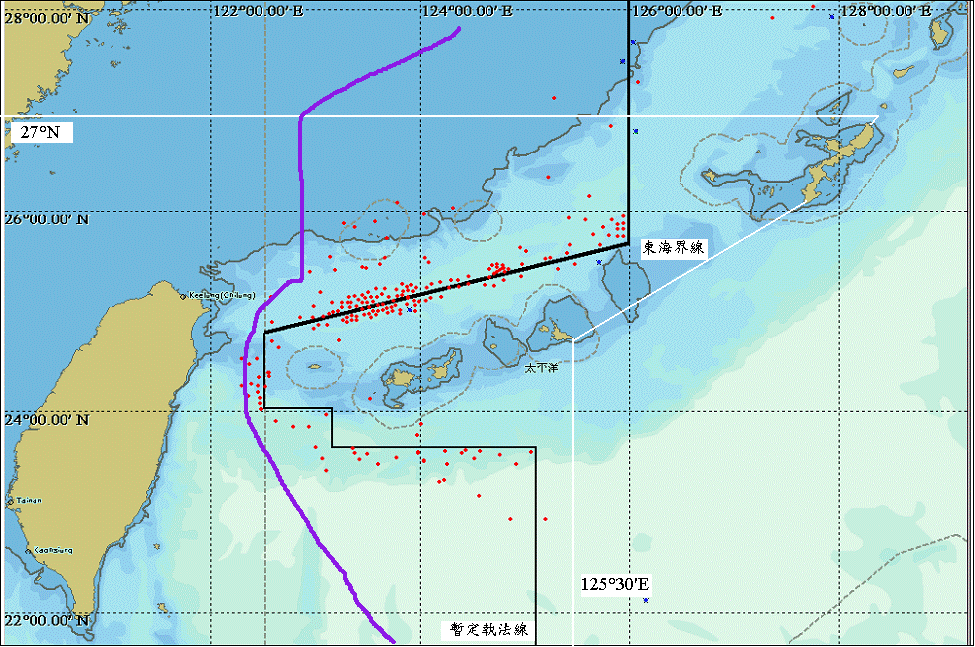 28°00.00′ N
122°00.00′ E
124°00.00′ E
126°00.00′ E
128°00.00′ E
27°N
26°00.00′ N
東海界線
Keelung(Chilung)
太平洋
24°00.00′ N
Tainan
Kaohsiung
125°30′E
22°00.00′ N
暫定執法線